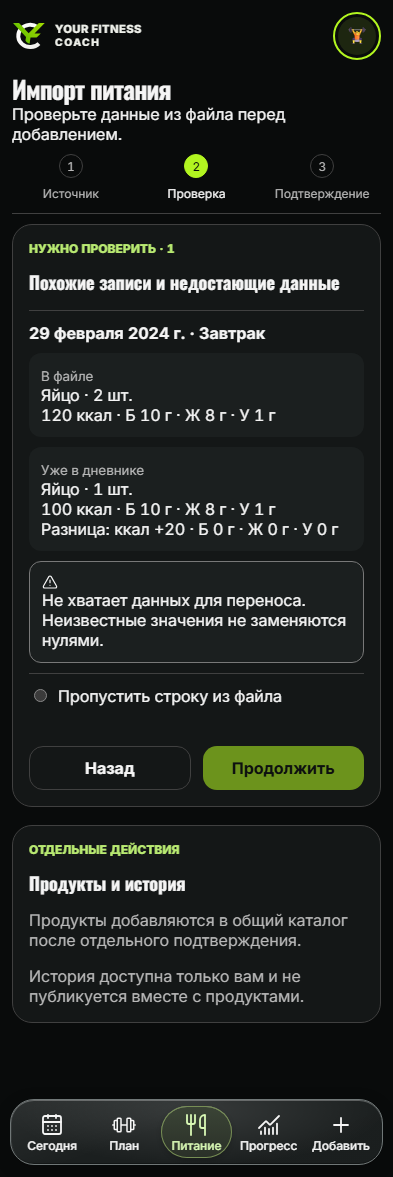 YOUR FITNESS
COACH
Импорт питания
Проверьте данные из файла перед
добавлением.
1
2
3
Источник
Проверка
Подтверждение
НУЖНО ПРОВЕРИТЬ · 1
Похожие записи и недостающие данные
29 февраля 2024 г. · Завтрак
В файле
Яйцо · 2 шт.
120 ккал · Б 10 г · Ж 8 г · У 1 г
Уже в дневнике
Яйцо · 1 шт.
100 ккал · Б 10 г · Ж 8 г · У 1 г
Разница: ккал +20 · Б 0 г · Ж 0 г · У 0 г
Не хватает данных для переноса.
Неизвестные значения не заменяются
нулями.
Пропустить строку из файла
Назад
Продолжить
ОТДЕЛЬНЫЕ ДЕЙСТВИЯ
Продукты и история
Продукты добавляются в общий каталог
после отдельного подтверждения.
История доступна только вам и не
публикуется вместе с продуктами.
Сегодня
План
Питание
Прогресс
Добавить